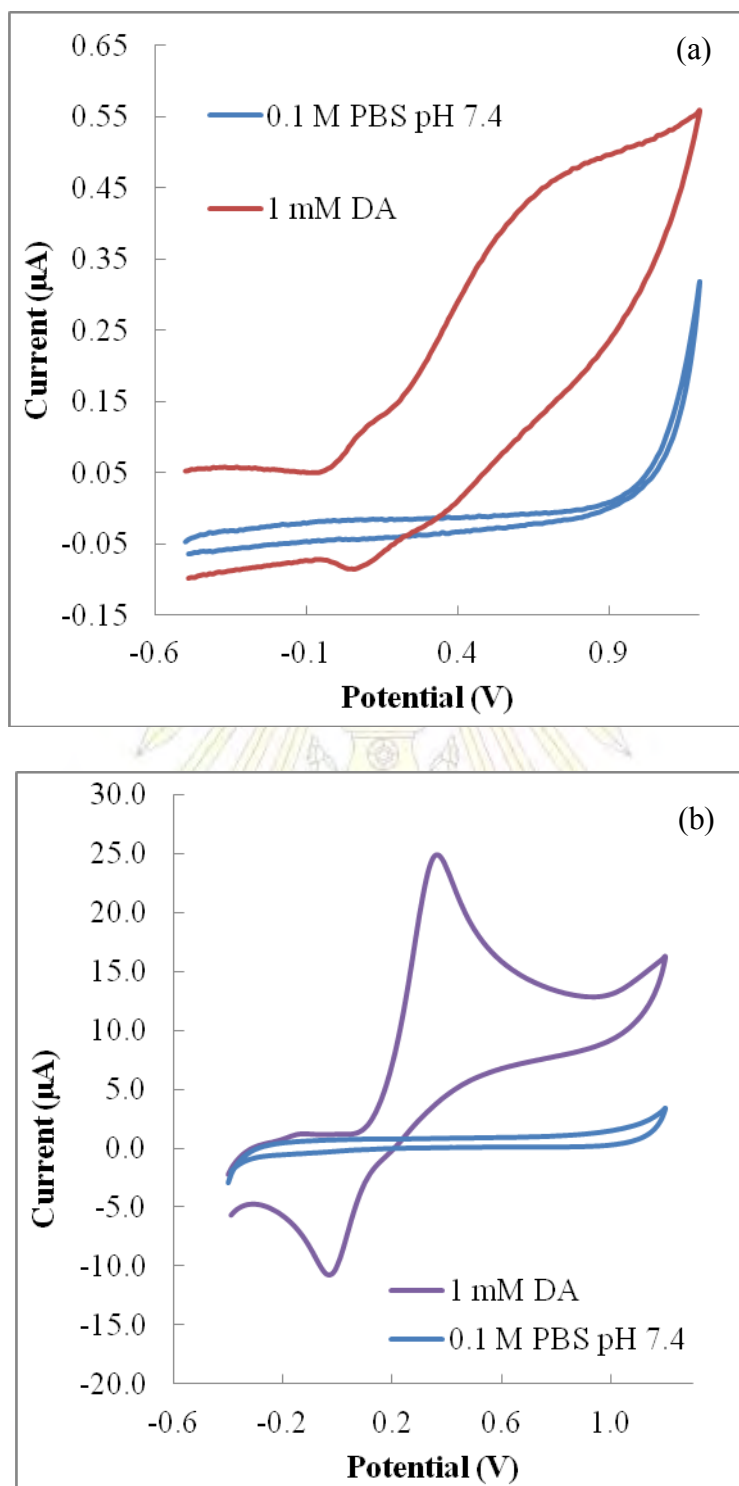 (a)
0.65
0.1 M PBS pH 7.4
0.55
1 mM DA
0.45
0.35
Current (µA)
0.25
0.15
0.05
-0.05
-0.15
-0.6 -0.1 0.4 0.9
Potential (V)
(b)
30.0
25.0
20.0
15.0
10.0
5.0
Current (µA)
0.0
-5.0
-10.0
1 mM DA
-15.0
0.1 M PBS pH 7.4
-20.0
-0.6 -0.2 0.2 0.6 1.0
Potential (V)